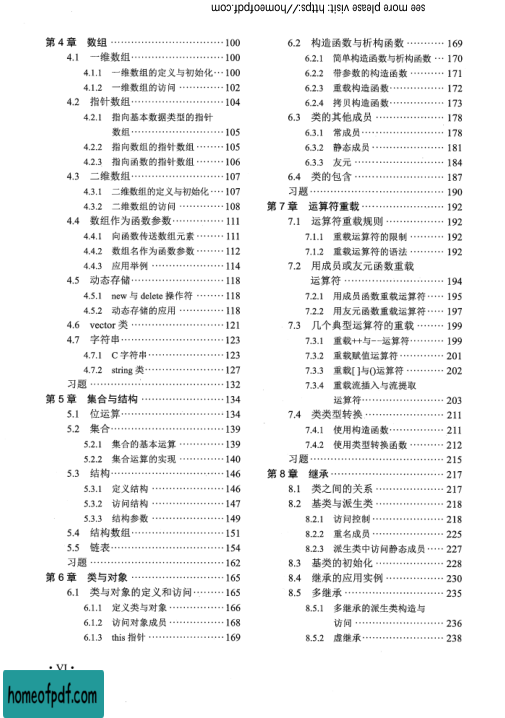 see more please visit: https://homeofpdf.com
第 4 章 数组 ································ 100
4.1 一维数组 ···························· 100
4.1.1 一维数组的定义与初始化 ··· 100
4.1.2 一维数组的访问 ············· 102
4.2 指针数组 ···························· 104
4.2.1 指向基本数据类型的指针
数组 ··························· 105
4.2.2 指向数组的指针数组 ······· 105
4.2.3 指向函数的指针数组 ······· 106
4.3 二维数组 ···························· 107
4.3.1 二维数组的定义与初始化 ···· 107
4.3.2 二维数组的访问 ············· 108
4.4 数组作为函数参数 ················ 111
4.4.1 向函数传送数组元素 ······· 111
4.4.2 数组名作为函数参数 ······· 112
4.4.3 应用举例 ····················· 114
4.5 动态存储 ···························· 118
4.5.1 new 与 delete 操作符 ······· 118
4.5.2 动态存储的应用 ············· 118
4.6 vector 类 ··························· 121
4.7 字符串 ······························· 123
4.7.1 C 字符串 ····················· 123
4.7.2 string 类 ····················· 127
习题 ········································ 132
第 5 章 集合与结构 ······················· 134
5.1 位运算 ······························· 134
5.2 集合 ·································· 139
5.2.1 集合的基本运算 ············· 139
5.2.2 集合运算的实现 ············· 140
5.3 结构 ·································· 146
5.3.1 定义结构 ····················· 146
5.3.2 访问结构 ····················· 147
5.3.3 结构参数 ····················· 149
5.4 结构数组 ···························· 151
5.5 链表 ·································· 154
习题 ········································ 162
第 6 章 类与对象 ·························· 165
6.1 类与对象的定义和访问 ········· 165
6.1.1 定义类与对象 ················ 166
6.1.2 访问对象成员 ················ 168
6.1.3 this 指针 ····················· 169
6.2 构造函数与析构函数 ··········· 169
6.2.1 简单构造函数与析构函数 ··· 170
6.2.2 带参数的构造函数 ·········· 171
6.2.3 重载构造函数 ················ 172
6.2.4 拷贝构造函数 ················ 173
6.3 类的其他成员 ····················· 178
6.3.1 常成员 ························ 178
6.3.2 静态成员 ····················· 181
6.3.3 友元 ··························· 184
6.4 类的包含 ···························· 187
习题 ········································ 190
第 7 章 运算符重载 ······················· 192
7.1 运算符重载规则 ·················· 192
7.1.1 重载运算符的限制 ·········· 192
7.1.2 重载运算符的语法 ·········· 192
7.2 用成员或友元函数重载
运算符 ······························· 194
7.2.1 用成员函数重载运算符 ····· 195
7.2.2 用友元函数重载运算符 ····· 197
7.3 几个典型运算符的重载 ········ 199
7.3.1 重载++与--运算符 ·········· 199
7.3.2 重载赋值运算符 ············· 201
7.3.3 重载[ ]与()运算符 ·········· 202
7.3.4 重载流插入与流提取
运算符 ························ 203
7.4 类类型转换 ························ 211
7.4.1 使用构造函数 ················ 211
7.4.2 使用类型转换函数 ·········· 212
习题 ········································ 215
第 8 章 继承 ································ 217
8.1 类之间的关系 ····················· 217
8.2 基类与派生类 ····················· 218
8.2.1 访问控制 ····················· 218
8.2.2 重名成员 ····················· 225
8.2.3 派生类中访问静态成员 ····· 227
8.3 基类的初始化 ····················· 228
8.4 继承的应用实例 ·················· 230
8.5 多继承 ······························· 235
8.5.1 多继承的派生类构造与
访问 ··························· 236
8.5.2 虚继承 ························ 238
· VI ·
homeofpdf.com